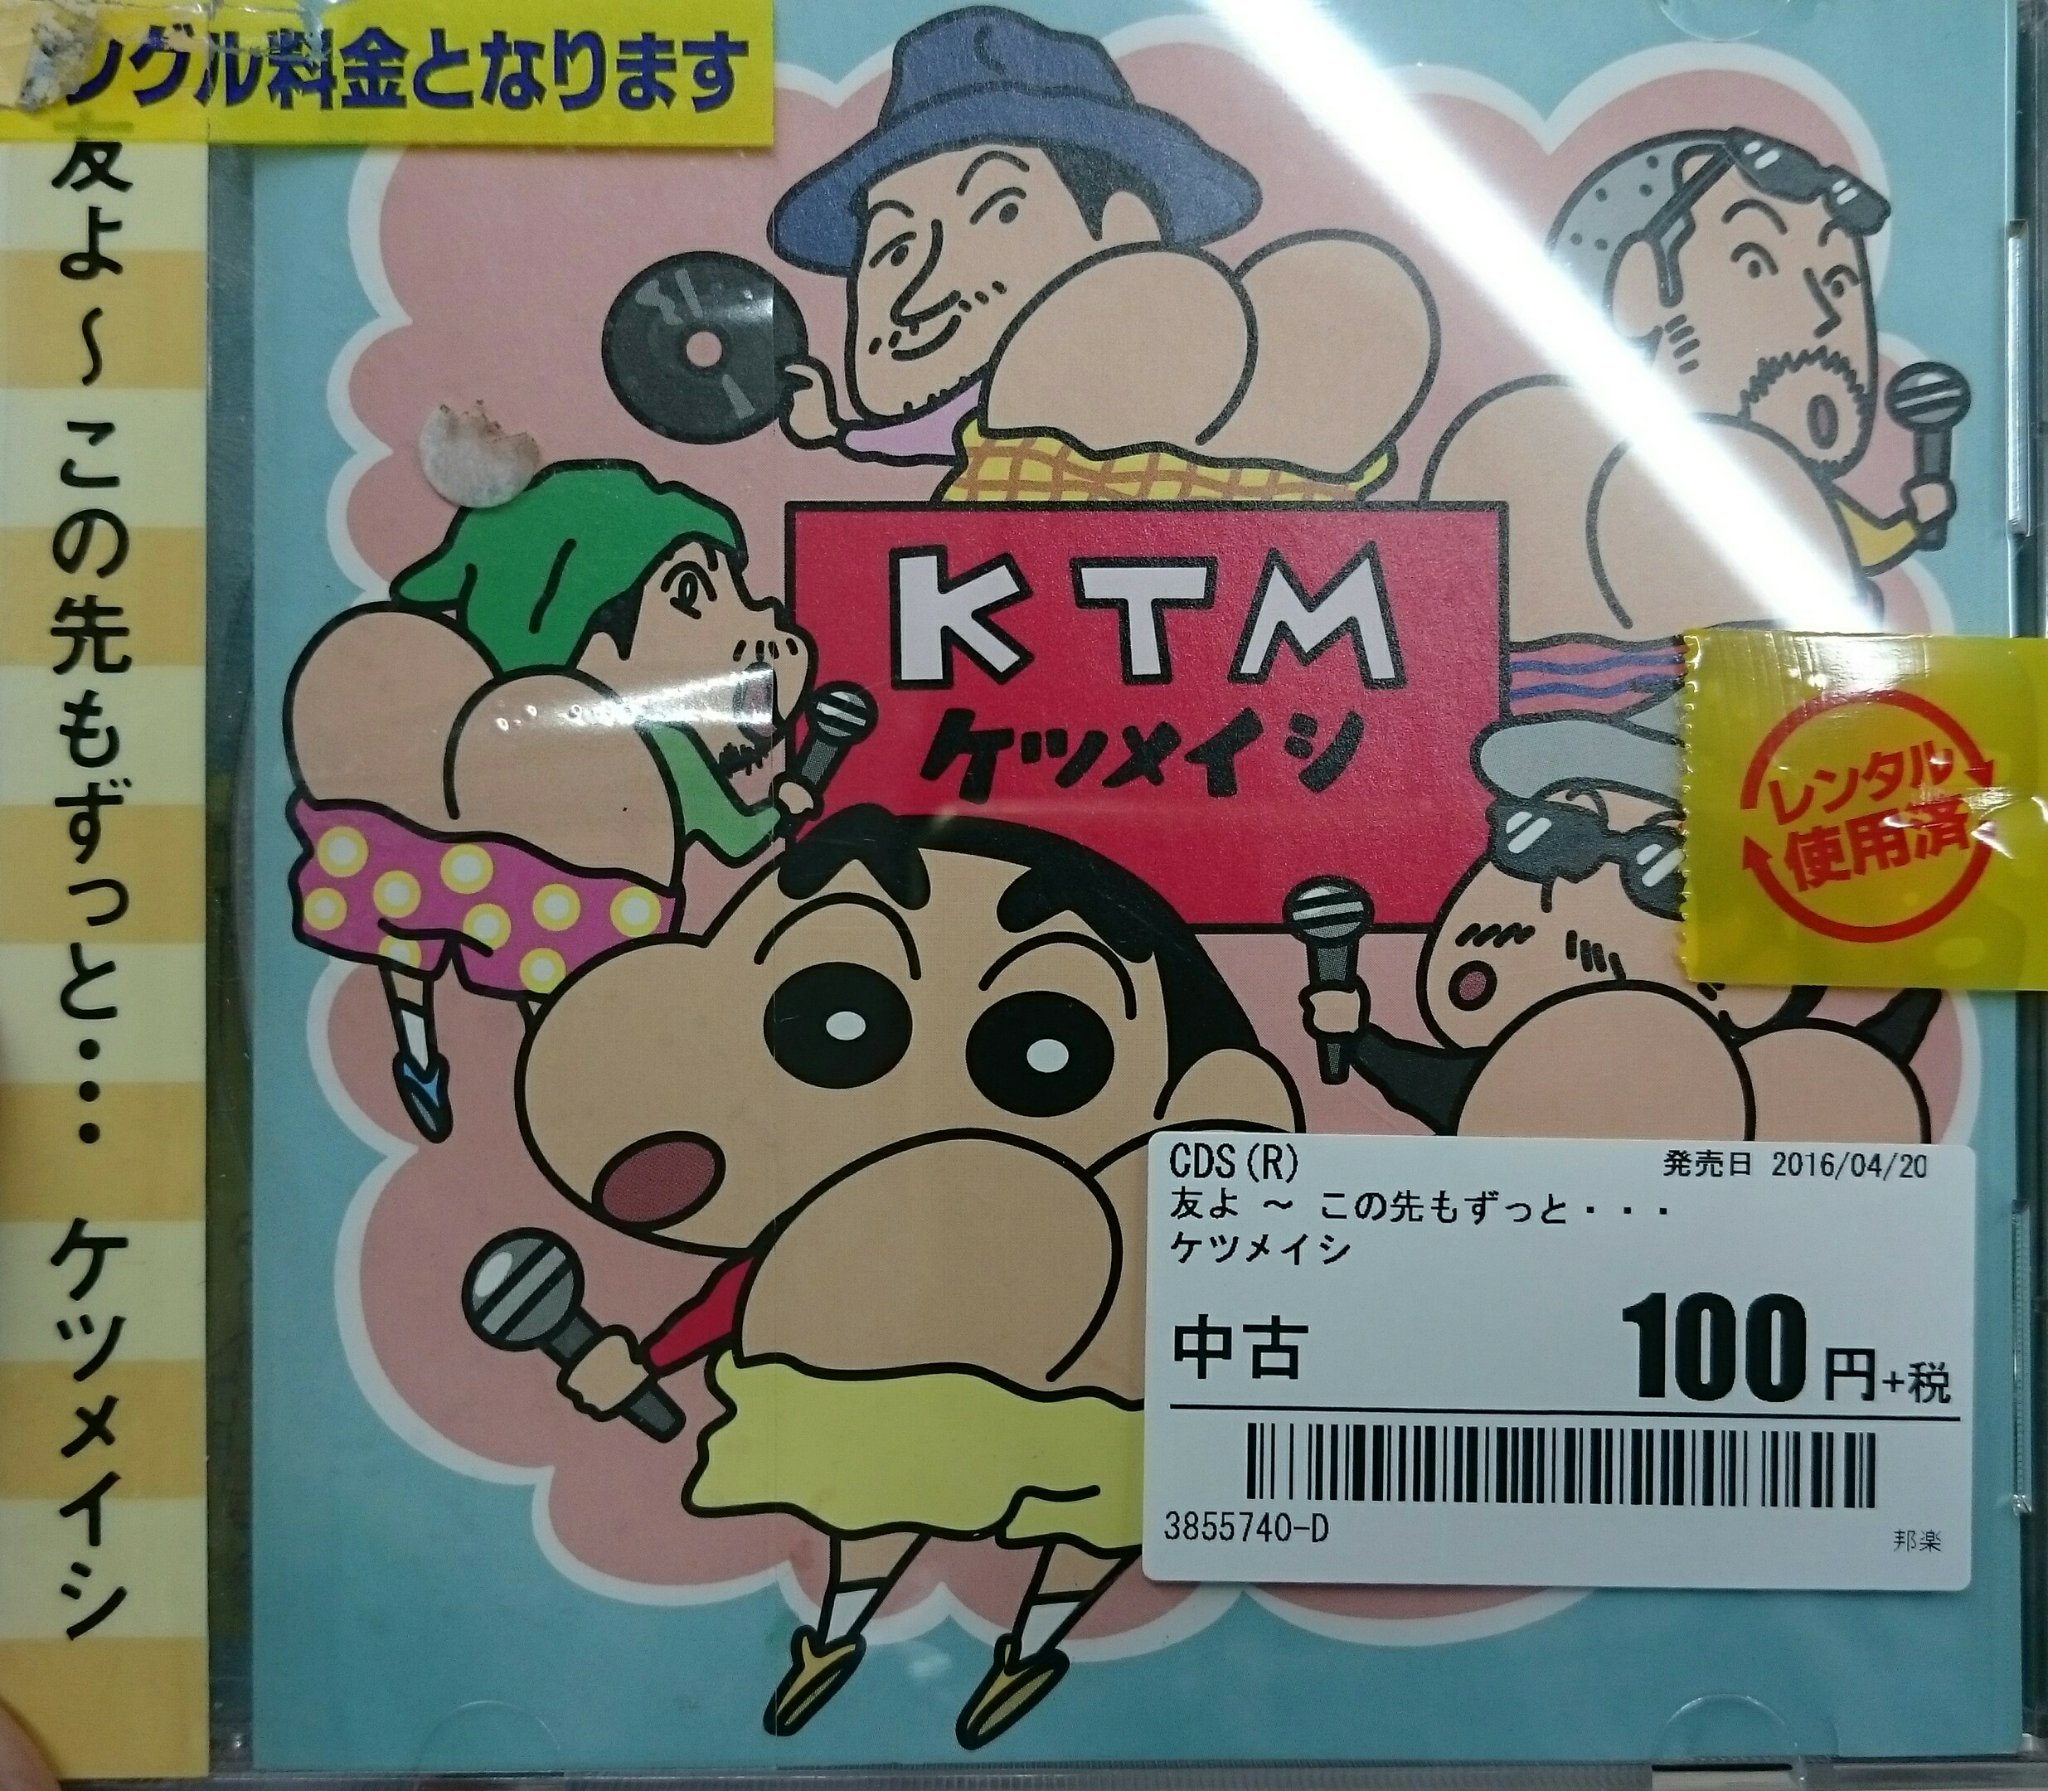 ングル料金となります
友よ～この先もずっと・・・ ケツメイシ
KTM
ケツメイシ
レンタル
使用済
CDS(R) 発売日 2016/04/20
友よ ～ この先もずっと・・・
ケツメイシ
中古 100円+税
3855740-D
邦楽